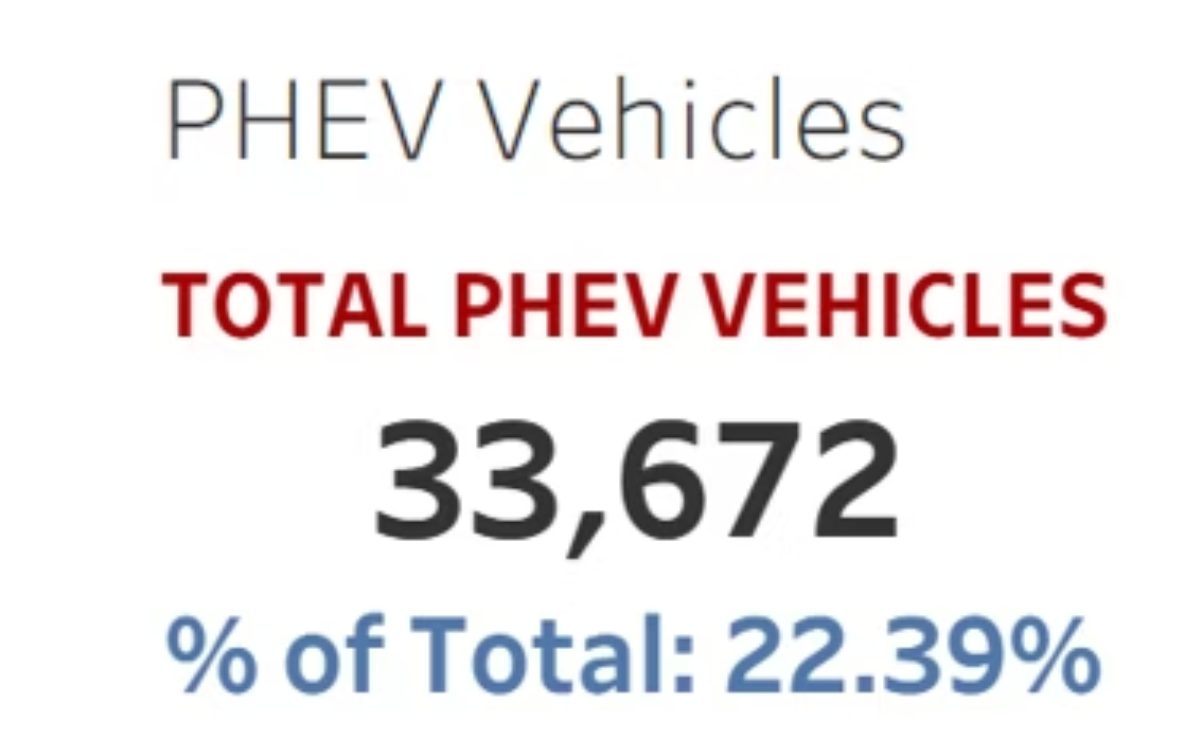 PHEV Vehicles
TOTAL PHEV VEHICLES
33,672
% of Total: 22.39%